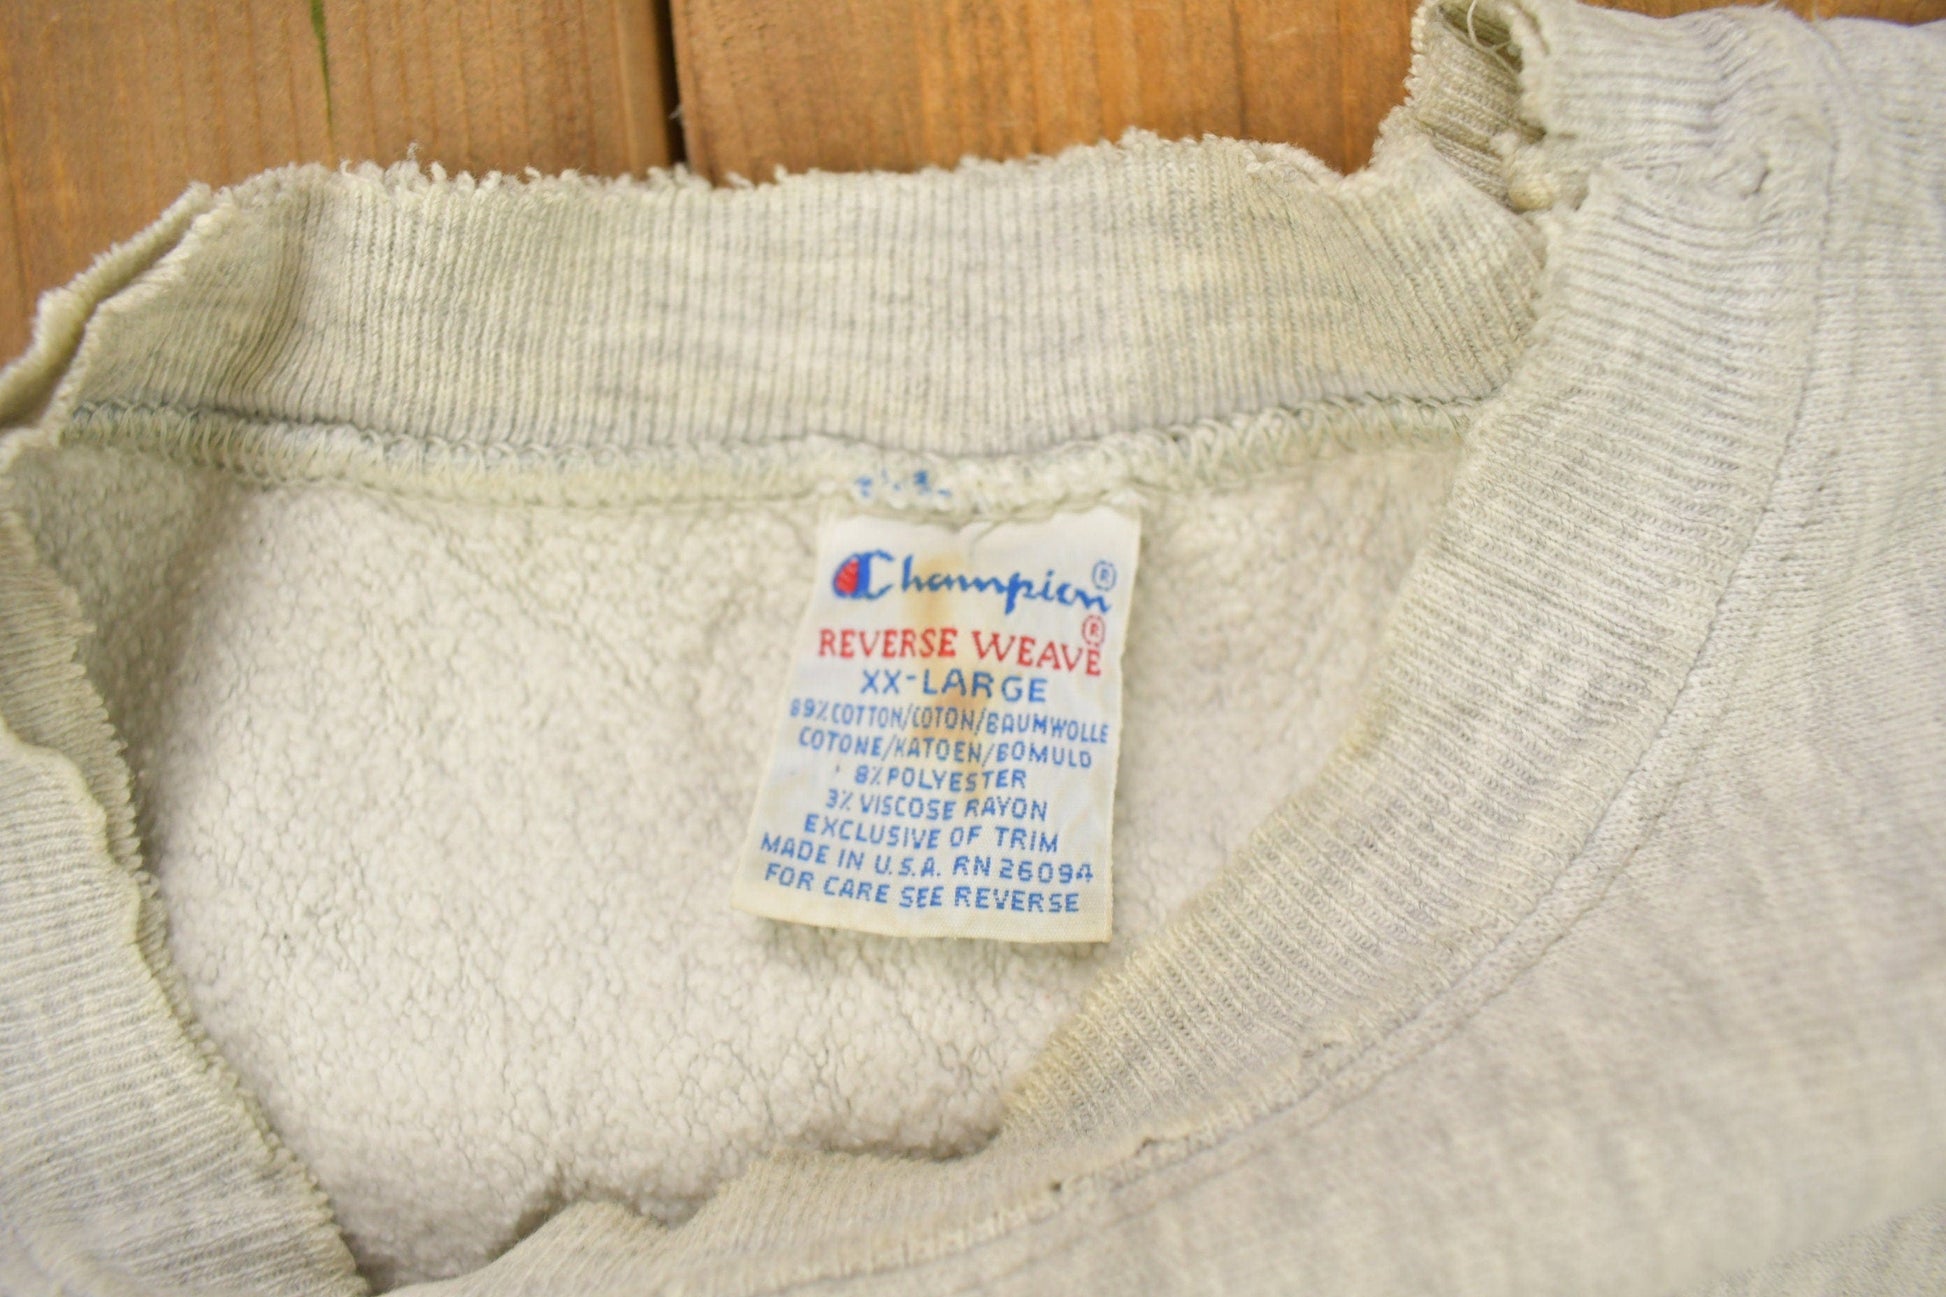 Champion®
REVERSE WEAVE®
XX-LARGE
89% COTTON/COTON/BAUMWOLLE
COTONE/KATOEN/BOMULD
8% POLYESTER
3% VISCOSE RAYON
EXCLUSIVE OF TRIM
MADE IN U.S.A. RN 26094
FOR CARE SEE REVERSE